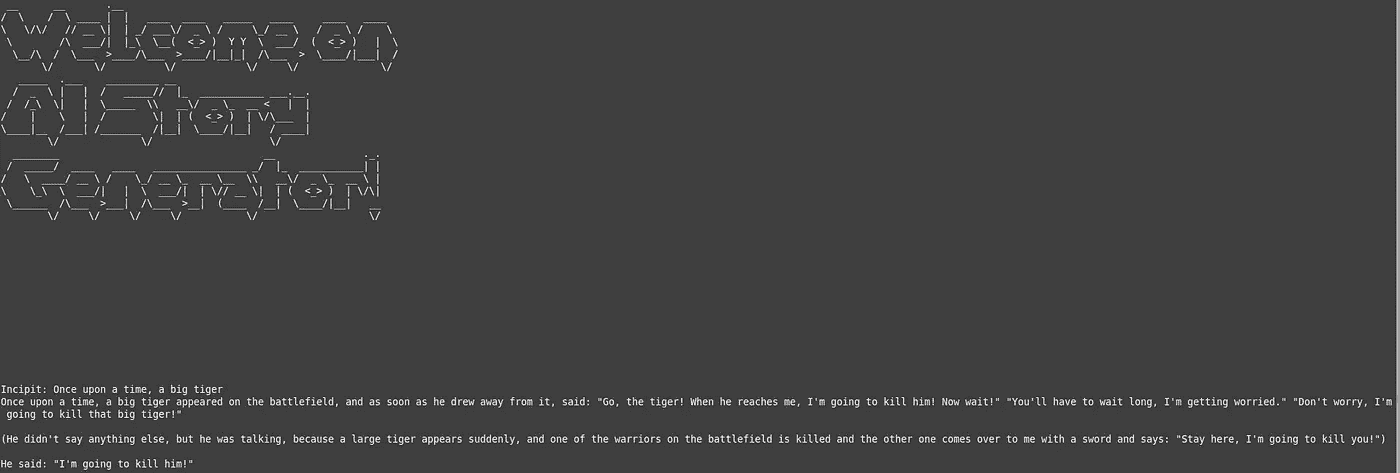 Welcome on
AI Story
Generator!
Incipit: Once upon a time, a big tiger
Once upon a time, a big tiger appeared on the battlefield, and as soon as he drew away from it, said: "Go, the tiger! When he reaches me, I'm going to kill him! Now wait!" "You'll have to wait long, I'm getting worried." "Don't worry, I'm
going to kill that big tiger!"
(He didn't say anything else, but he was talking, because a large tiger appears suddenly, and one of the warriors on the battlefield is killed and the other one comes over to me with a sword and says: "Stay here, I'm going to kill you!")
He said: "I'm going to kill him!"